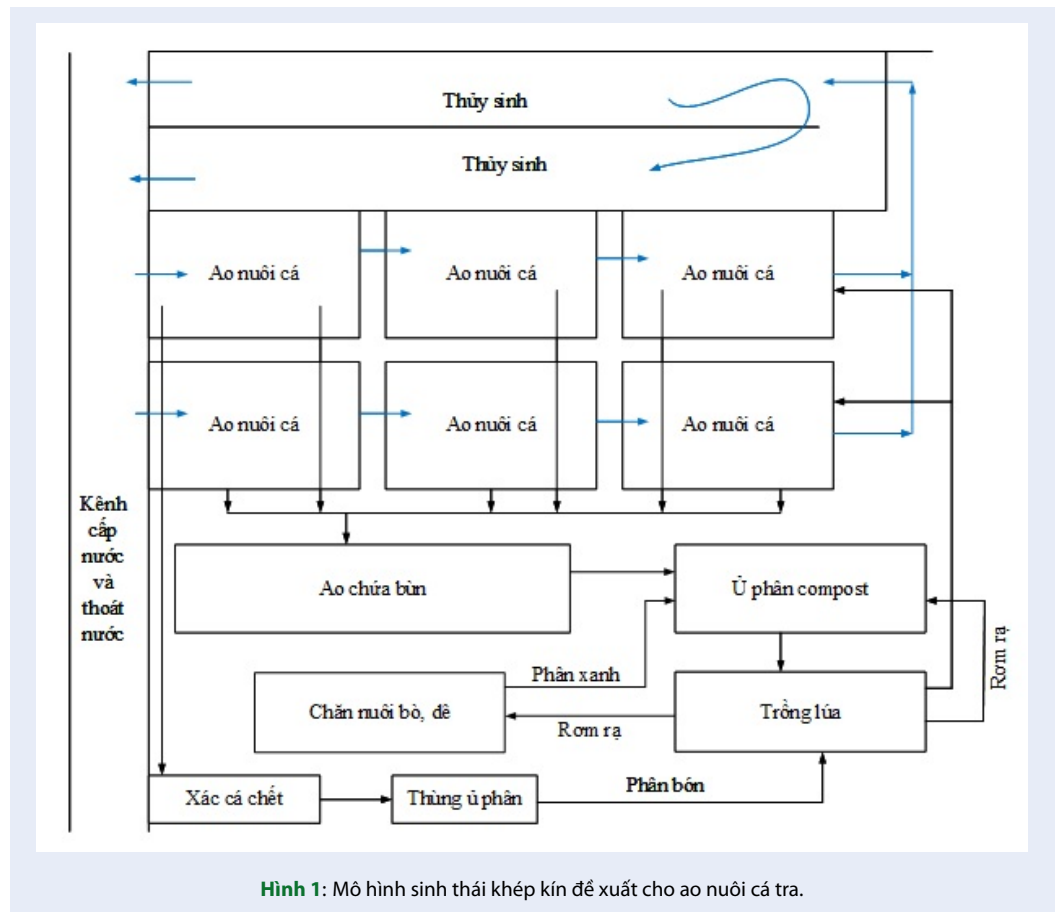 Thủy sinh
Thủy sinh
Ao nuôi cá
Ao nuôi cá
Ao nuôi cá
Ao nuôi cá
Ao nuôi cá
Ao nuôi cá
Kênh
cấp
nước
và
thoát
nước
Ao chứa bùn
Ủ phân compost
Phân xanh
Rơm rạ
Chăn nuôi bò, dê
Rơm rạ
Trồng lúa
Xác cá chết
Thùng ủ phân
Phân bón
Hình 1: Mô hình sinh thái khép kín đề xuất cho ao nuôi cá tra.